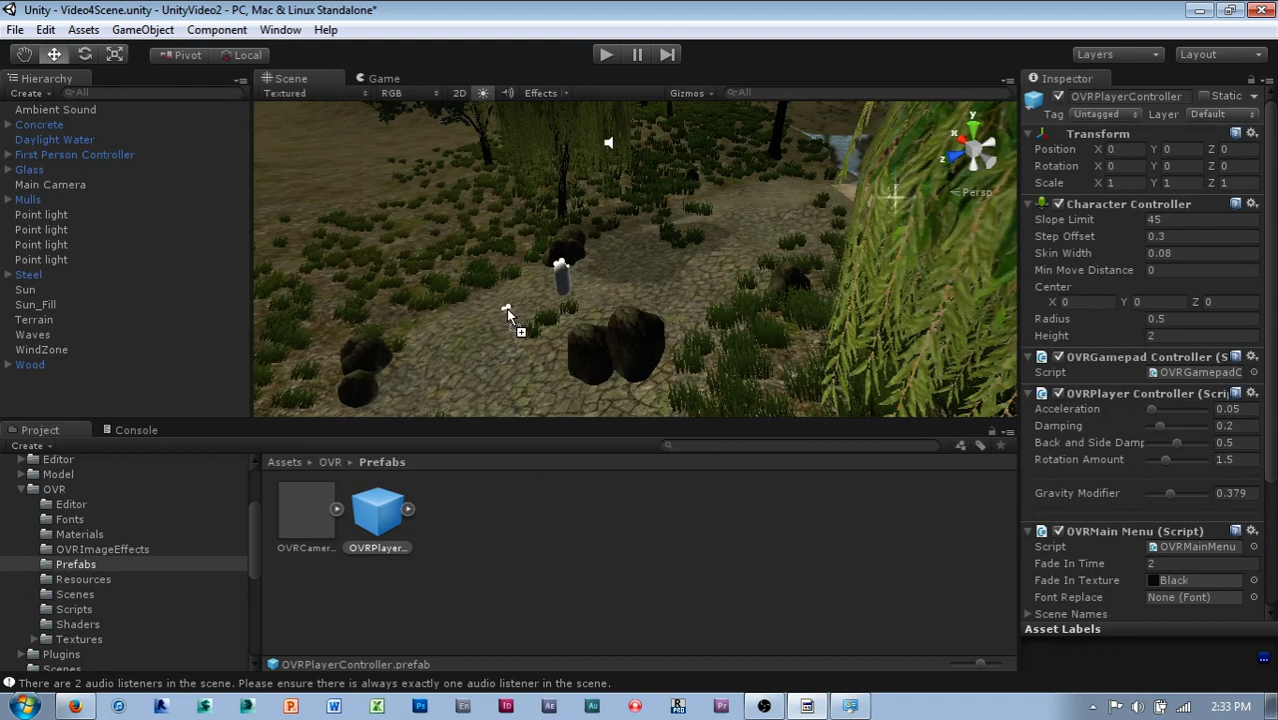 Unity - Video4Scene.unity - UnityVideo2 - PC, Mac & Linux Standalone*
File Edit Assets GameObject Component Window Help
Pivot Local Layers Layout
Hierarchy
Create All
Ambient Sound
Concrete
Daylight Water
First Person Controller
Glass
Main Camera
Mulls
Point light
Point light
Point light
Point light
Steel
Sun
Sun_Fill
Terrain
Waves
WindZone
Wood
Scene Game
Textured RGB 2D Effects Gizmos All
y
x
z
Persp
Inspector
OVRPlayerController Static
Tag Untagged Layer Default
Transform
Position X 0 Y 0 Z 0
Rotation X 0 Y 0 Z 0
Scale X 1 Y 1 Z 1
Character Controller
Slope Limit 45
Step Offset 0.3
Skin Width 0.08
Min Move Distance 0
Center
X 0 Y 0 Z 0
Radius 0.5
Height 2
OVRGamepad Controller (S
Script OVRGamepadC
OVRPlayer Controller (Scri
Acceleration 0.05
Damping 0.2
Back and Side Damp 0.5
Rotation Amount 1.5
Gravity Modifier 0.379
OVRMain Menu (Script)
Script OVRMainMenu
Fade In Time 2
Fade In Texture Black
Font Replace None (Font)
Scene Names
Asset Labels
Project Console
Create
Editor
Model
OVR
Editor
Fonts
Materials
OVRImageEffects
Prefabs
Resources
Scenes
Scripts
Shaders
Textures
Plugins
Scenes
Assets OVR Prefabs
OVRCamer... OVRPlayer...
OVRPlayerController.prefab
There are 2 audio listeners in the scene. Please ensure there is always exactly one audio listener in the scene.
2:33 PM